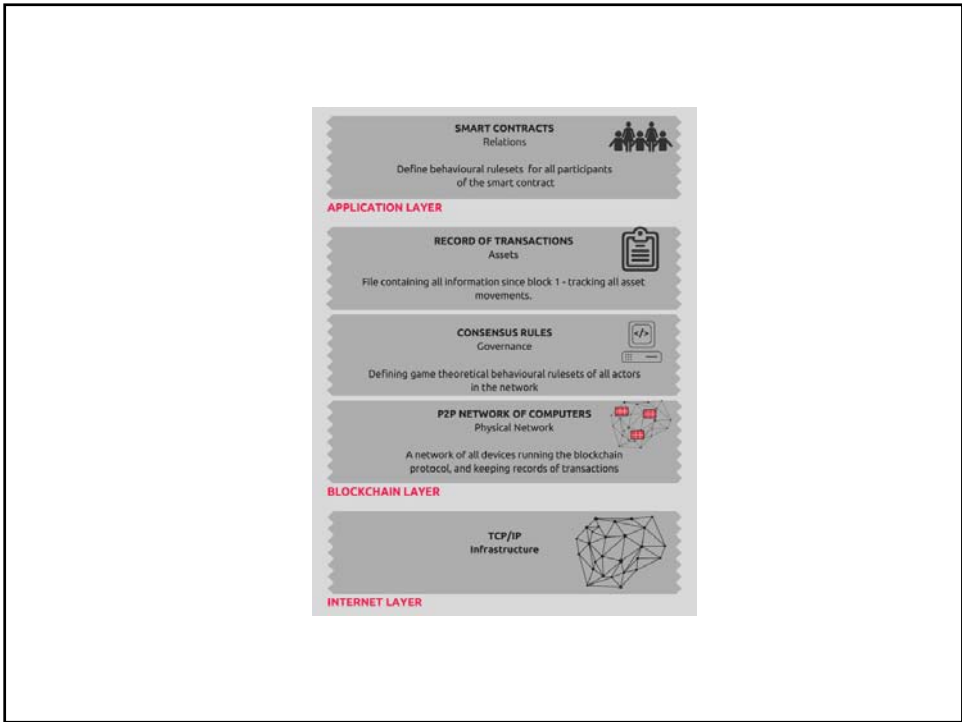 SMART CONTRACTS
Relations
Define behavioural rulesets for all participants
of the smart contract
APPLICATION LAYER
RECORD OF TRANSACTIONS
Assets
File containing all information since block 1 - tracking all asset
movements.
CONSENSUS RULES
Governance
</>
Defining game theoretical behavioural rulesets of all actors
in the network
P2P NETWORK OF COMPUTERS
Physical Network
A network of all devices running the blockchain
protocol, and keeping records of transactions
BLOCKCHAIN LAYER
TCP/IP
Infrastructure
INTERNET LAYER